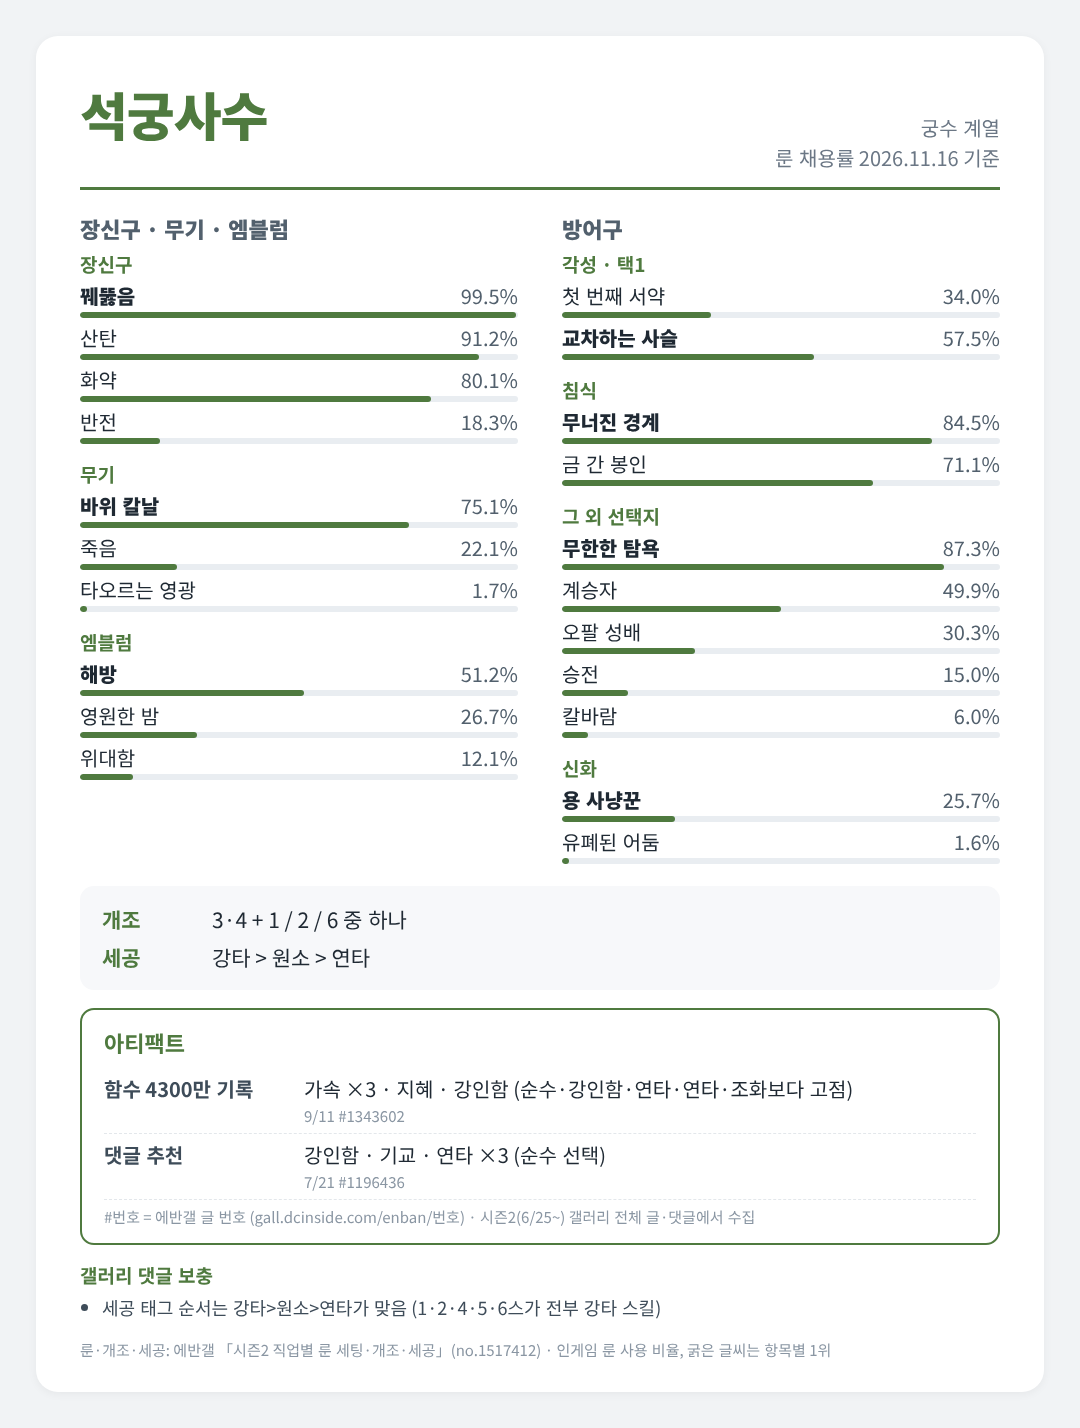 석궁사수
궁수 계열
룬 채용률 2026.11.16 기준
장신구 · 무기 · 엠블럼
장신구
꿰뚫음 99.5%
산탄 91.2%
화약 80.1%
반전 18.3%
무기
바위 칼날 75.1%
죽음 22.1%
타오르는 영광 1.7%
엠블럼
해방 51.2%
영원한 밤 26.7%
위대함 12.1%
방어구
각성 · 택1
첫 번째 서약 34.0%
교차하는 사슬 57.5%
침식
무너진 경계 84.5%
금 간 봉인 71.1%
그 외 선택지
무한한 탐욕 87.3%
계승자 49.9%
오팔 성배 30.3%
승전 15.0%
칼바람 6.0%
신화
용 사냥꾼 25.7%
유폐된 어둠 1.6%
개조 3·4 + 1 / 2 / 6 중 하나
세공 강타 > 원소 > 연타
아티팩트
함수 4300만 기록 가속 ×3 · 지혜 · 강인함 (순수·강인함·연타·연타·조화보다 고점)
9/11 #1343602
댓글 추천 강인함 · 기교 · 연타 ×3 (순수 선택)
7/21 #1196436
#번호 = 에반갤 글 번호 (gall.dcinside.com/enban/번호) · 시즌2(6/25~) 갤러리 전체 글·댓글에서 수집
갤러리 댓글 보충
• 세공 태그 순서는 강타>원소>연타가 맞음 (1·2·4·5·6스가 전부 강타 스킬)
룬·개조·세공: 에반갤 「시즌2 직업별 룬 세팅·개조·세공」(no.1517412) · 인게임 룬 사용 비율, 굵은 글씨는 항목별 1위